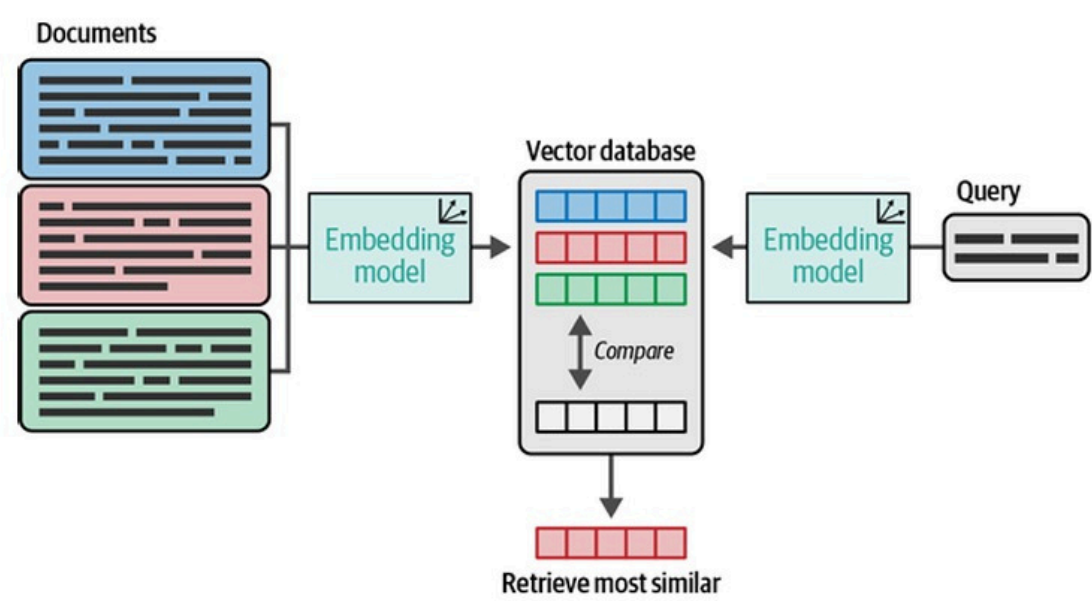 Documents
Vector database
Query
Embedding
model
Embedding
model
Compare
Retrieve most similar